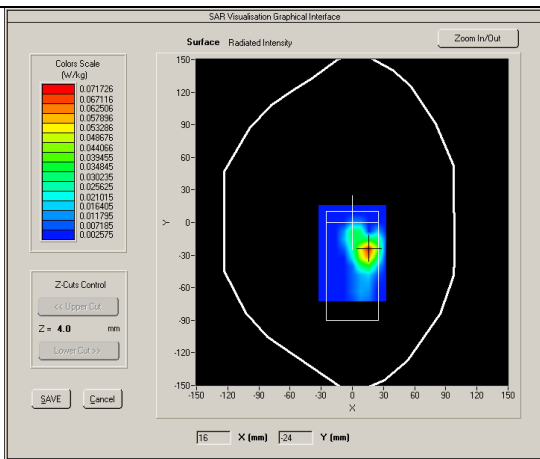 SAR Visualisation Graphical Interface
Surface Radiated Intensity
Zoom In/Out
Colors Scale
(W/kg)
0.071726
0.067116
0.062506
0.057896
0.053286
0.048676
0.044066
0.039455
0.034845
0.030235
0.025625
0.021015
0.016405
0.011795
0.007185
0.002575
Z-Cuts Control
<< Upper Cut
Z = 4.0 mm
Lower Cut >>
SAVE
Cancel
150
120
90
60
30
0
-30
-60
-90
-120
-150
Y
-150 -120 -90 -60 -30 0 30 60 90 120 150
X
16 X (mm) -24 Y (mm)